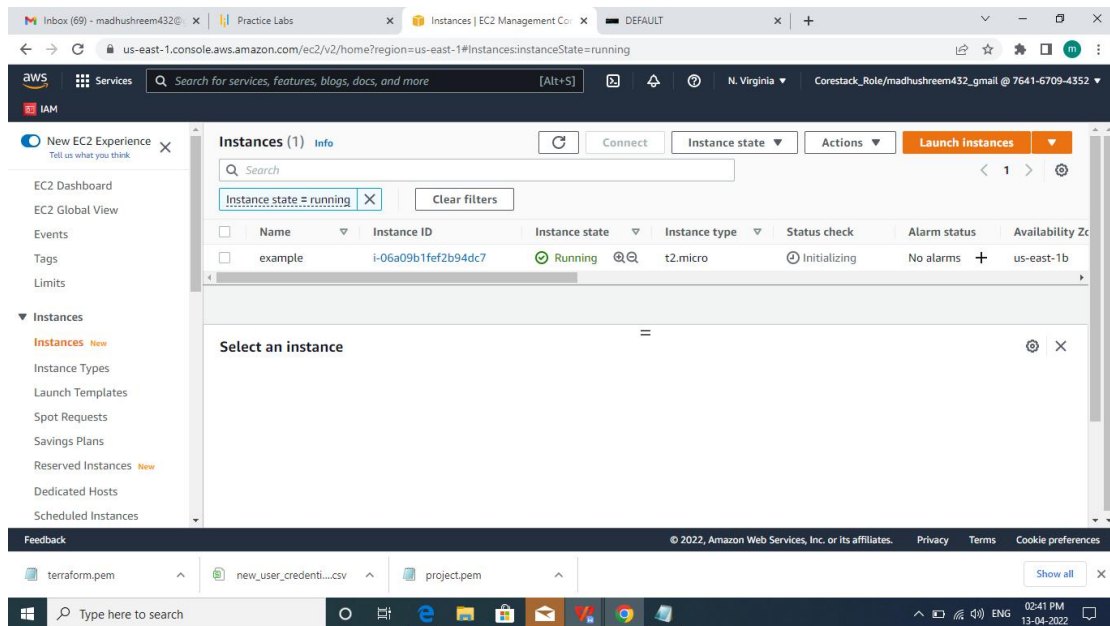 Inbox (69) - madhushreem432@g
Practice Labs
Instances | EC2 Management Co
DEFAULT
us-east-1.console.aws.amazon.com/ec2/v2/home?region=us-east-1#Instances:instanceState=running
m
aws
Services
Search for services, features, blogs, docs, and more
[Alt+S]
N. Virginia ▼
Corestack_Role/madhushreem432_gmail @ 7641-6709-4352 ▼
IAM
New EC2 Experience
Tell us what you think
EC2 Dashboard
EC2 Global View
Events
Tags
Limits
▼ Instances
Instances New
Instance Types
Launch Templates
Spot Requests
Savings Plans
Reserved Instances New
Dedicated Hosts
Scheduled Instances
Instances (1) Info
Connect
Instance state ▼
Actions ▼
Launch instances
Search
< 1 >
Instance state = running
Clear filters
Name Instance ID Instance state Instance type Status check Alarm status Availability Zo
example i-06a09b1fef2b94dc7 Running t2.micro Initializing No alarms + us-east-1b
Select an instance
Feedback
© 2022, Amazon Web Services, Inc. or its affiliates. Privacy Terms Cookie preferences
terraform.pem
new_user_credenti....csv
project.pem
Show all
Type here to search
ENG
02:41 PM
13-04-2022